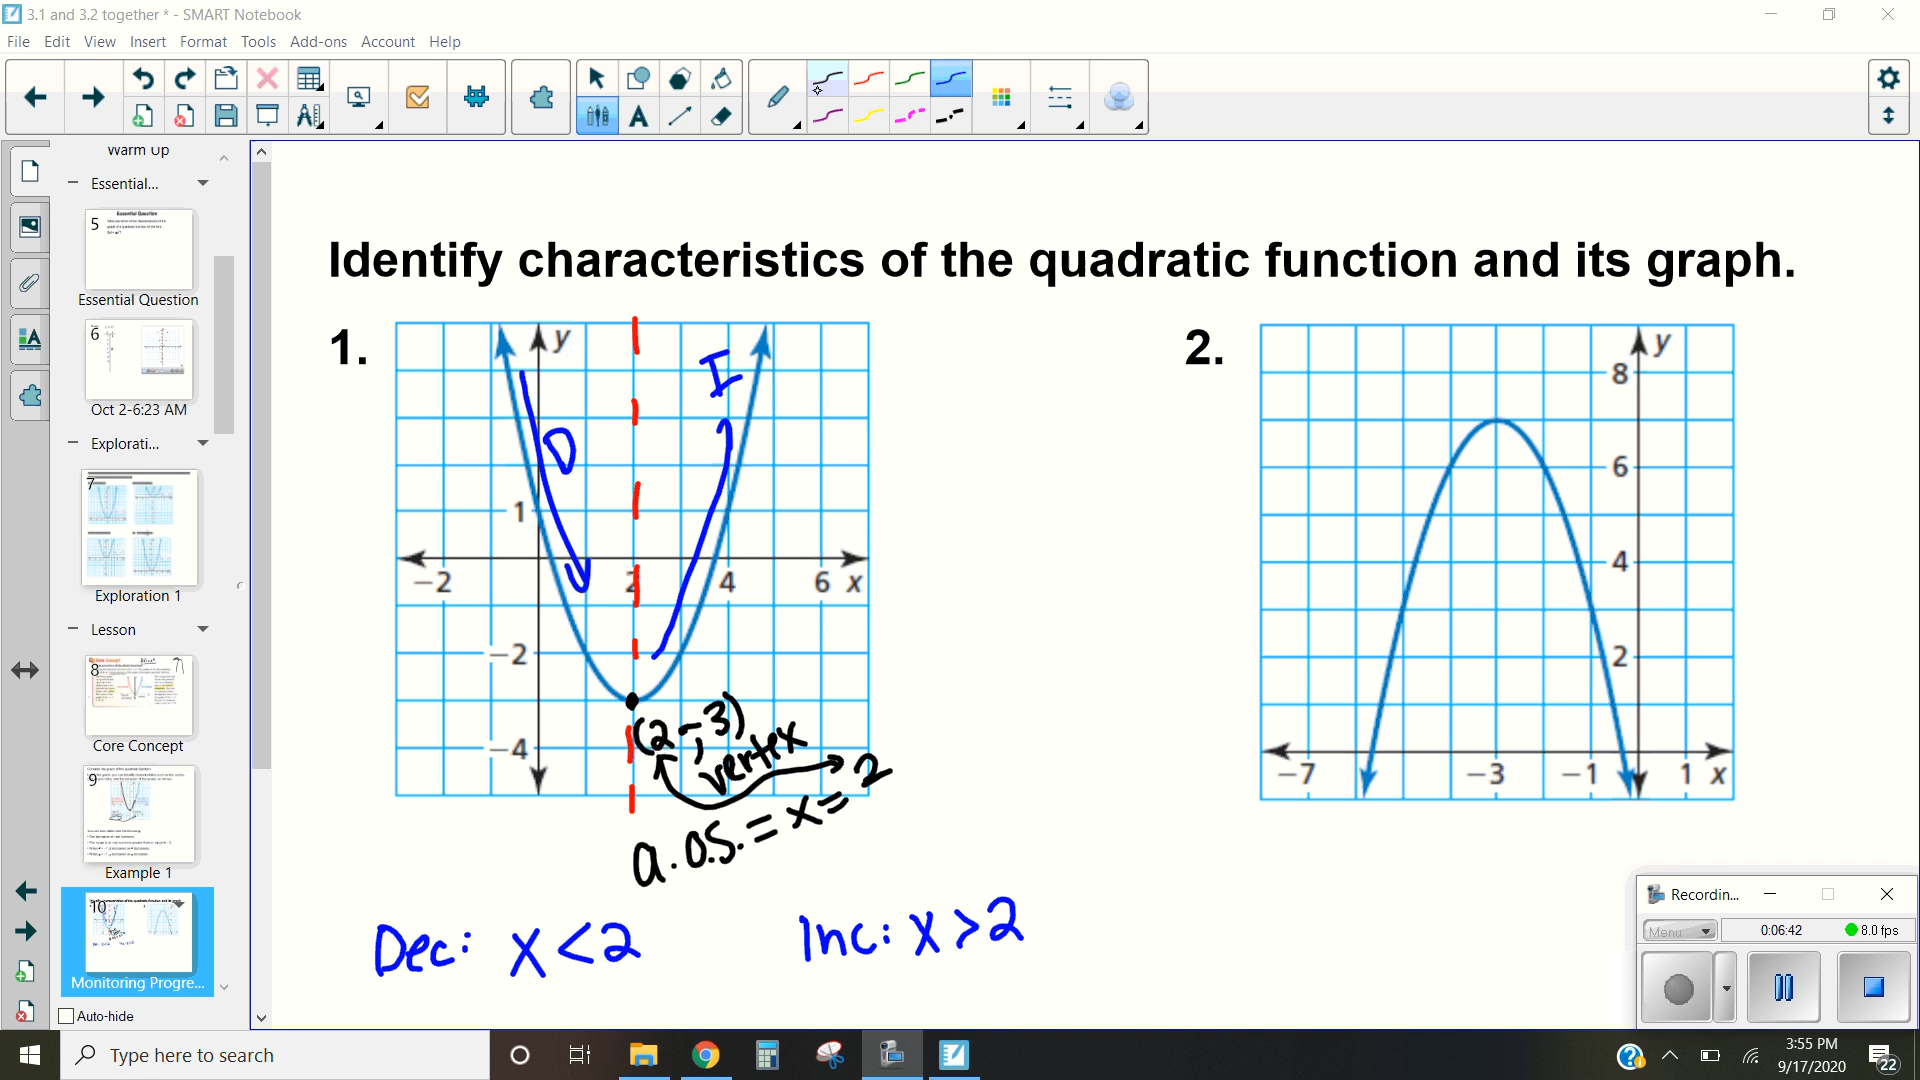 3.1 and 3.2 together * - SMART Notebook
File Edit View Insert Format Tools Add-ons Account Help
Warm Up
Essential...
5
Essential Question
6
Oct 2-6:23 AM
Explorati...
7
Exploration 1
Lesson
8
Core Concept
9
Example 1
10
Monitoring Progre...
Auto-hide
Identify characteristics of the quadratic function and its graph.
1.
y
I
D
1
-2 2 4 6 x
-2
-4
(2, -3)
vertex
a.o.s. = x = 2
Dec: x < 2
Inc: x > 2
2.
y
8
6
4
2
-7 -3 -1 1 x
Recordin...
Menu 0:06:42 8.0 fps
Type here to search
3:55 PM
9/17/2020
22